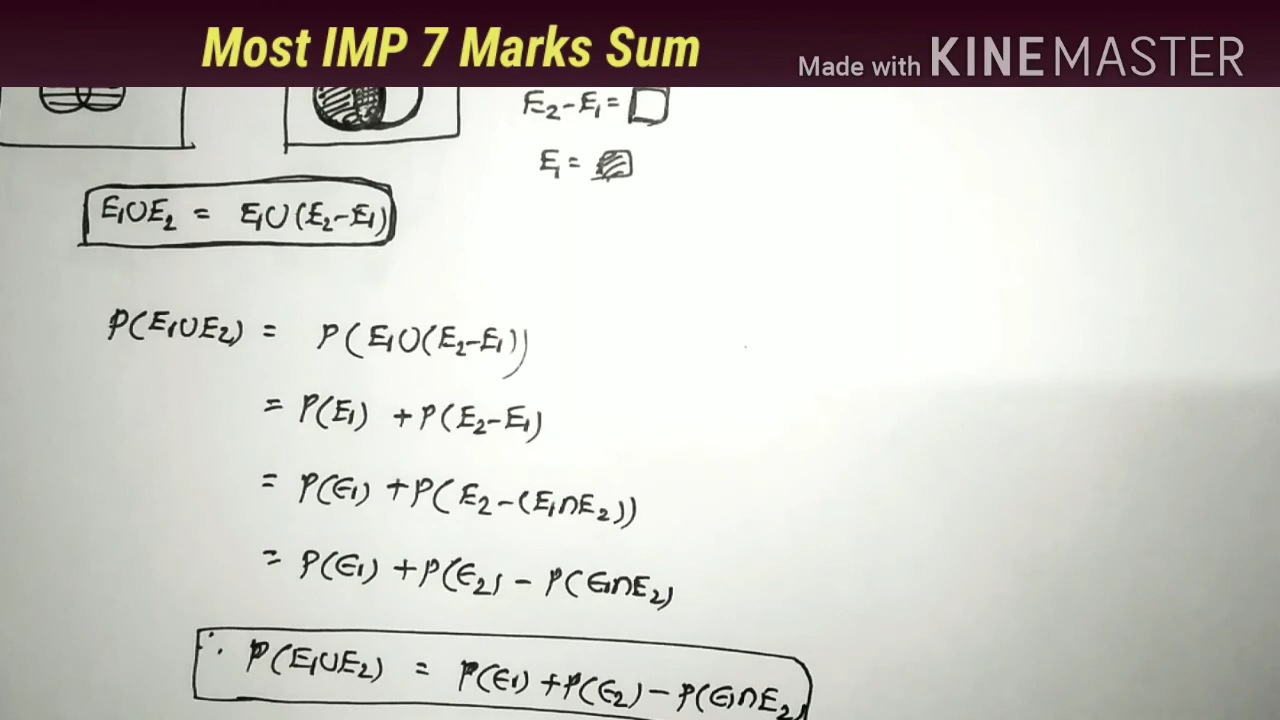 Most IMP 7 Marks Sum
Made with KINEMASTER
E₂-E₁ =
E₁ =
E₁∪E₂ = E₁∪(E₂-E₁)
P(E₁∪E₂) = P(E₁∪(E₂-E₁))
= P(E₁) + P(E₂-E₁)
= P(E₁) + P(E₂-(E₁∩E₂))
= P(E₁) + P(E₂) - P(E₁∩E₂)
∴ P(E₁∪E₂) = P(E₁) + P(E₂) - P(E₁∩E₂)